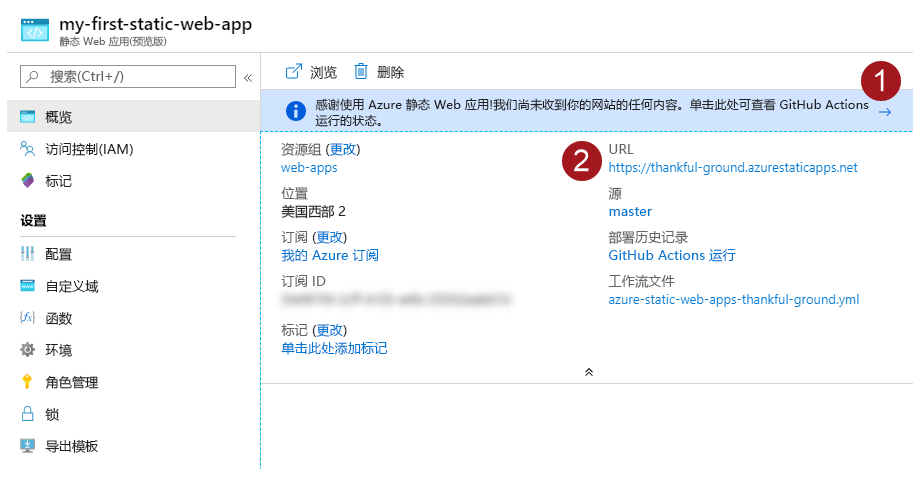 my-first-static-web-app
静态 Web 应用(预览版)
搜索(Ctrl+/)
«
概览
访问控制(IAM)
标记
设置
配置
自定义域
函数
环境
角色管理
锁
导出模板
浏览
删除
1
感谢使用 Azure 静态 Web 应用!我们尚未收到你的网站的任何内容。单击此处可查看 GitHub Actions
运行的状态。
资源组 (更改)
web-apps
位置
美国西部 2
订阅 (更改)
我的 Azure 订阅
订阅 ID
标记 (更改)
单击此处添加标记
2
URL
https://thankful-ground.azurestaticapps.net
源
master
部署历史记录
GitHub Actions 运行
工作流文件
azure-static-web-apps-thankful-ground.yml